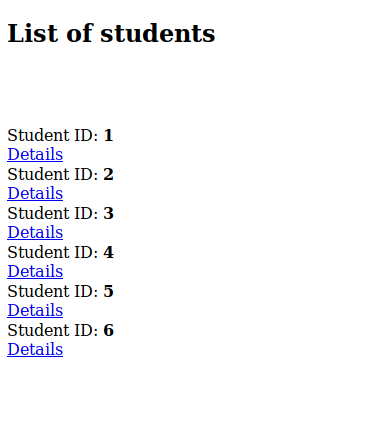 List of students
Student ID: 1
Details
Student ID: 2
Details
Student ID: 3
Details
Student ID: 4
Details
Student ID: 5
Details
Student ID: 6
Details